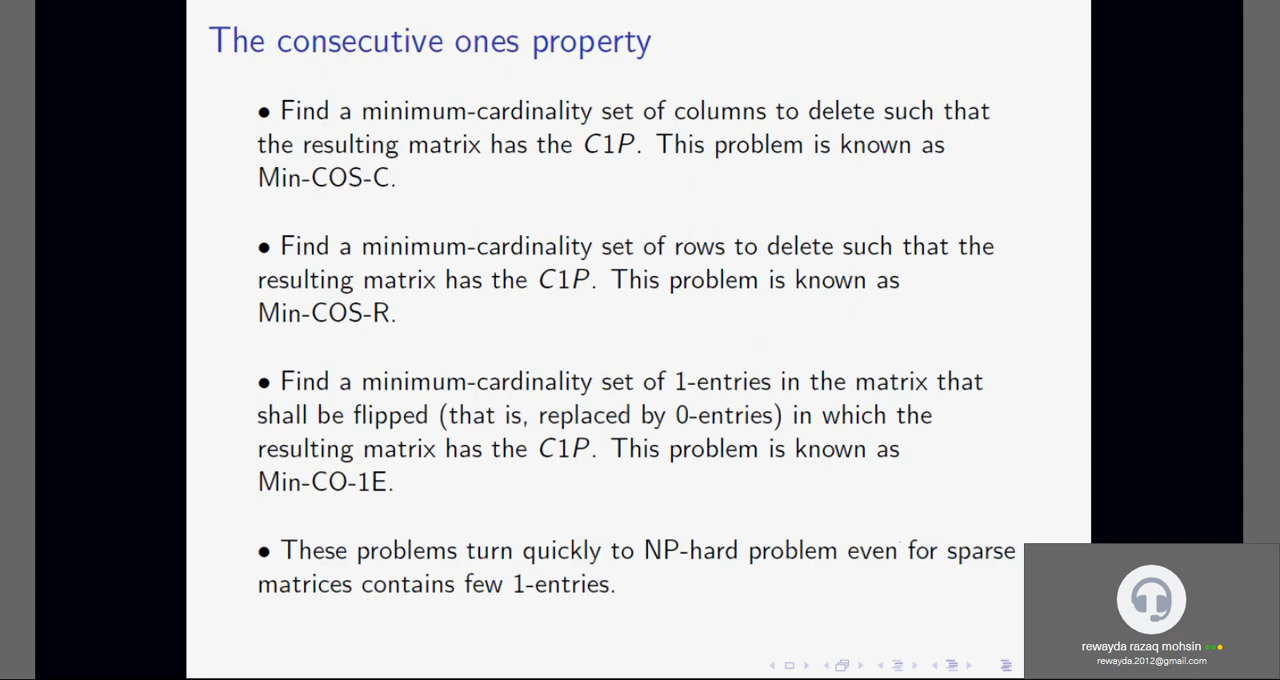 The consecutive ones property
• Find a minimum-cardinality set of columns to delete such that
the resulting matrix has the C1P. This problem is known as
Min-COS-C.
• Find a minimum-cardinality set of rows to delete such that the
resulting matrix has the C1P. This problem is known as
Min-COS-R.
• Find a minimum-cardinality set of 1-entries in the matrix that
shall be flipped (that is, replaced by 0-entries) in which the
resulting matrix has the C1P. This problem is known as
Min-CO-1E.
• These problems turn quickly to NP-hard problem even for sparse
matrices contains few 1-entries.
rewayda razaq mohsin
rewayda.2012@gmail.com